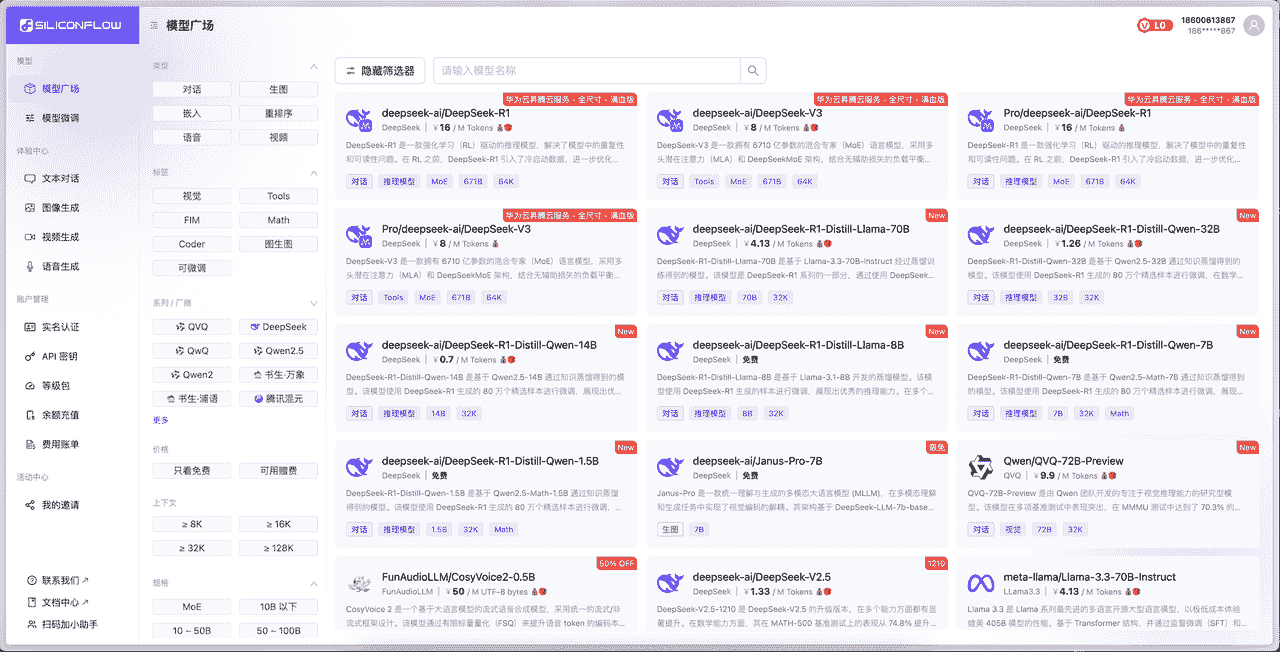 SILICONFLOW
模型广场
L0
18600613867
186*****867
模型
模型广场
模型微调
体验中心
文本对话
图像生成
视频生成
语音生成
账户管理
实名认证
API 密钥
等级包
余额充值
费用账单
活动中心
我的邀请
联系我们
文档中心
扫码加小助手
类型
对话
生图
嵌入
重排序
语音
视频
标签
视觉
Tools
FIM
Math
Coder
图生图
可微调
系列 / 厂商
QVQ
DeepSeek
QwQ
Qwen2.5
Qwen2
书生·万象
书生·浦语
腾讯混元
更多
价格
只看免费
可用赠费
上下文
≥ 8K
≥ 16K
≥ 32K
≥ 128K
规格
MoE
10B 以下
10 ~ 50B
50 ~ 100B
隐藏筛选器
请输入模型名称
华为云昇腾云服务 - 全尺寸 · 满血版
deepseek-ai/DeepSeek-R1
DeepSeek | ¥ 16 / M Tokens
DeepSeek-R1 是一款强化学习（RL）驱动的推理模型，解决了模型中的重复性
和可读性问题。在 RL 之前，DeepSeek-R1 引入了冷启动数据，进一步优化...
对话 推理模型 MoE 671B 64K
华为云昇腾云服务 - 全尺寸 · 满血版
deepseek-ai/DeepSeek-V3
DeepSeek | ¥ 8 / M Tokens
DeepSeek-V3 是一款拥有 6710 亿参数的混合专家（MoE）语言模型，采用多
头潜在注意力（MLA）和 DeepSeekMoE 架构，结合无辅助损失的负载平衡...
对话 Tools MoE 671B 64K
华为云昇腾云服务 - 全尺寸 · 满血版
Pro/deepseek-ai/DeepSeek-R1
DeepSeek | ¥ 16 / M Tokens
DeepSeek-R1 是一款强化学习（RL）驱动的推理模型，解决了模型中的重复性
和可读性问题。在 RL 之前，DeepSeek-R1 引入了冷启动数据，进一步优化...
对话 推理模型 MoE 671B 64K
华为云昇腾云服务 - 全尺寸 · 满血版
Pro/deepseek-ai/DeepSeek-V3
DeepSeek | ¥ 8 / M Tokens
DeepSeek-V3 是一款拥有 6710 亿参数的混合专家（MoE）语言模型，采用多
头潜在注意力（MLA）和 DeepSeekMoE 架构，结合无辅助损失的负载平衡...
对话 Tools MoE 671B 64K
New
deepseek-ai/DeepSeek-R1-Distill-Llama-70B
DeepSeek | ¥ 4.13 / M Tokens
DeepSeek-R1-Distill-Llama-70B 是基于 Llama-3.3-70B-Instruct 经过蒸馏训
练得到的模型。该模型是 DeepSeek-R1 系列的一部分，通过使用 DeepSeek...
对话 推理模型 70B 32K
New
deepseek-ai/DeepSeek-R1-Distill-Qwen-32B
DeepSeek | ¥ 1.26 / M Tokens
DeepSeek-R1-Distill-Qwen-32B 是基于 Qwen2.5-32B 通过知识蒸馏得到的
模型。该模型使用 DeepSeek-R1 生成的 80 万个精选样本进行微调，在数学...
对话 推理模型 32B 32K
New
deepseek-ai/DeepSeek-R1-Distill-Qwen-14B
DeepSeek | ¥ 0.7 / M Tokens
DeepSeek-R1-Distill-Qwen-14B 是基于 Qwen2.5-14B 通过知识蒸馏得到的模
型。该模型使用 DeepSeek-R1 生成的 80 万个精选样本进行微调，展现出优...
对话 推理模型 14B 32K
New
deepseek-ai/DeepSeek-R1-Distill-Llama-8B
DeepSeek | 免费
DeepSeek-R1-Distill-Llama-8B 是基于 Llama-3.1-8B 开发的蒸馏模型。该模
型使用 DeepSeek-R1 生成的样本进行微调，展现出优秀的推理能力。在多个...
对话 推理模型 8B 32K
New
deepseek-ai/DeepSeek-R1-Distill-Qwen-7B
DeepSeek | 免费
DeepSeek-R1-Distill-Qwen-7B 是基于 Qwen2.5-Math-7B 通过知识蒸馏得到
的模型。该模型使用 DeepSeek-R1 生成的 80 万个精选样本进行微调，展现...
对话 推理模型 7B 32K Math
New
deepseek-ai/DeepSeek-R1-Distill-Qwen-1.5B
DeepSeek | 免费
DeepSeek-R1-Distill-Qwen-1.5B 是基于 Qwen2.5-Math-1.5B 通过知识蒸馏
得到的模型。该模型使用 DeepSeek-R1 生成的 80 万个精选样本进行微调，...
对话 推理模型 1.5B 32K Math
限免
deepseek-ai/Janus-Pro-7B
DeepSeek | 免费
Janus-Pro 是一款统一理解与生成的多模态大语言模型 (MLLM)，在多模态理解
和生成任务中实现了视觉编码的解耦。其架构基于 DeepSeek-LLM-7b-base...
生图 7B
New
Qwen/QVQ-72B-Preview
QVQ | ¥ 9.9 / M Tokens
QVQ-72B-Preview 是由 Qwen 团队开发的专注于视觉推理能力的研究型模
型。该模型在多项基准测试中表现突出，在 MMMU 测试中达到了 70.3% 的...
对话 视觉 72B 32K
50% OFF
FunAudioLLM/CosyVoice2-0.5B
FunAudioLLM | ¥ 50 / M UTF-8 bytes
CosyVoice 2 是一个基于大语言模型的流式语音合成模型，采用统一的流式/非
流式框架设计。该模型通过有限标量量化（FSQ）来提升语音 token 的编码本...
1210
deepseek-ai/DeepSeek-V2.5
DeepSeek | ¥ 1.33 / M Tokens
DeepSeek-V2.5-1210 是 DeepSeek-V2.5 的升级版本，在多个能力方面都有显
著提升。在数学能力方面，其在 MATH-500 基准测试上的表现从 74.8% 提升...
meta-llama/Llama-3.3-70B-Instruct
LLama3.3 | ¥ 4.13 / M Tokens
Llama 3.3 是 Llama 系列最先进的多语言开源大型语言模型，以极低成本体验
媲美 405B 模型的性能。基于 Transformer 结构，并通过监督微调（SFT）和...